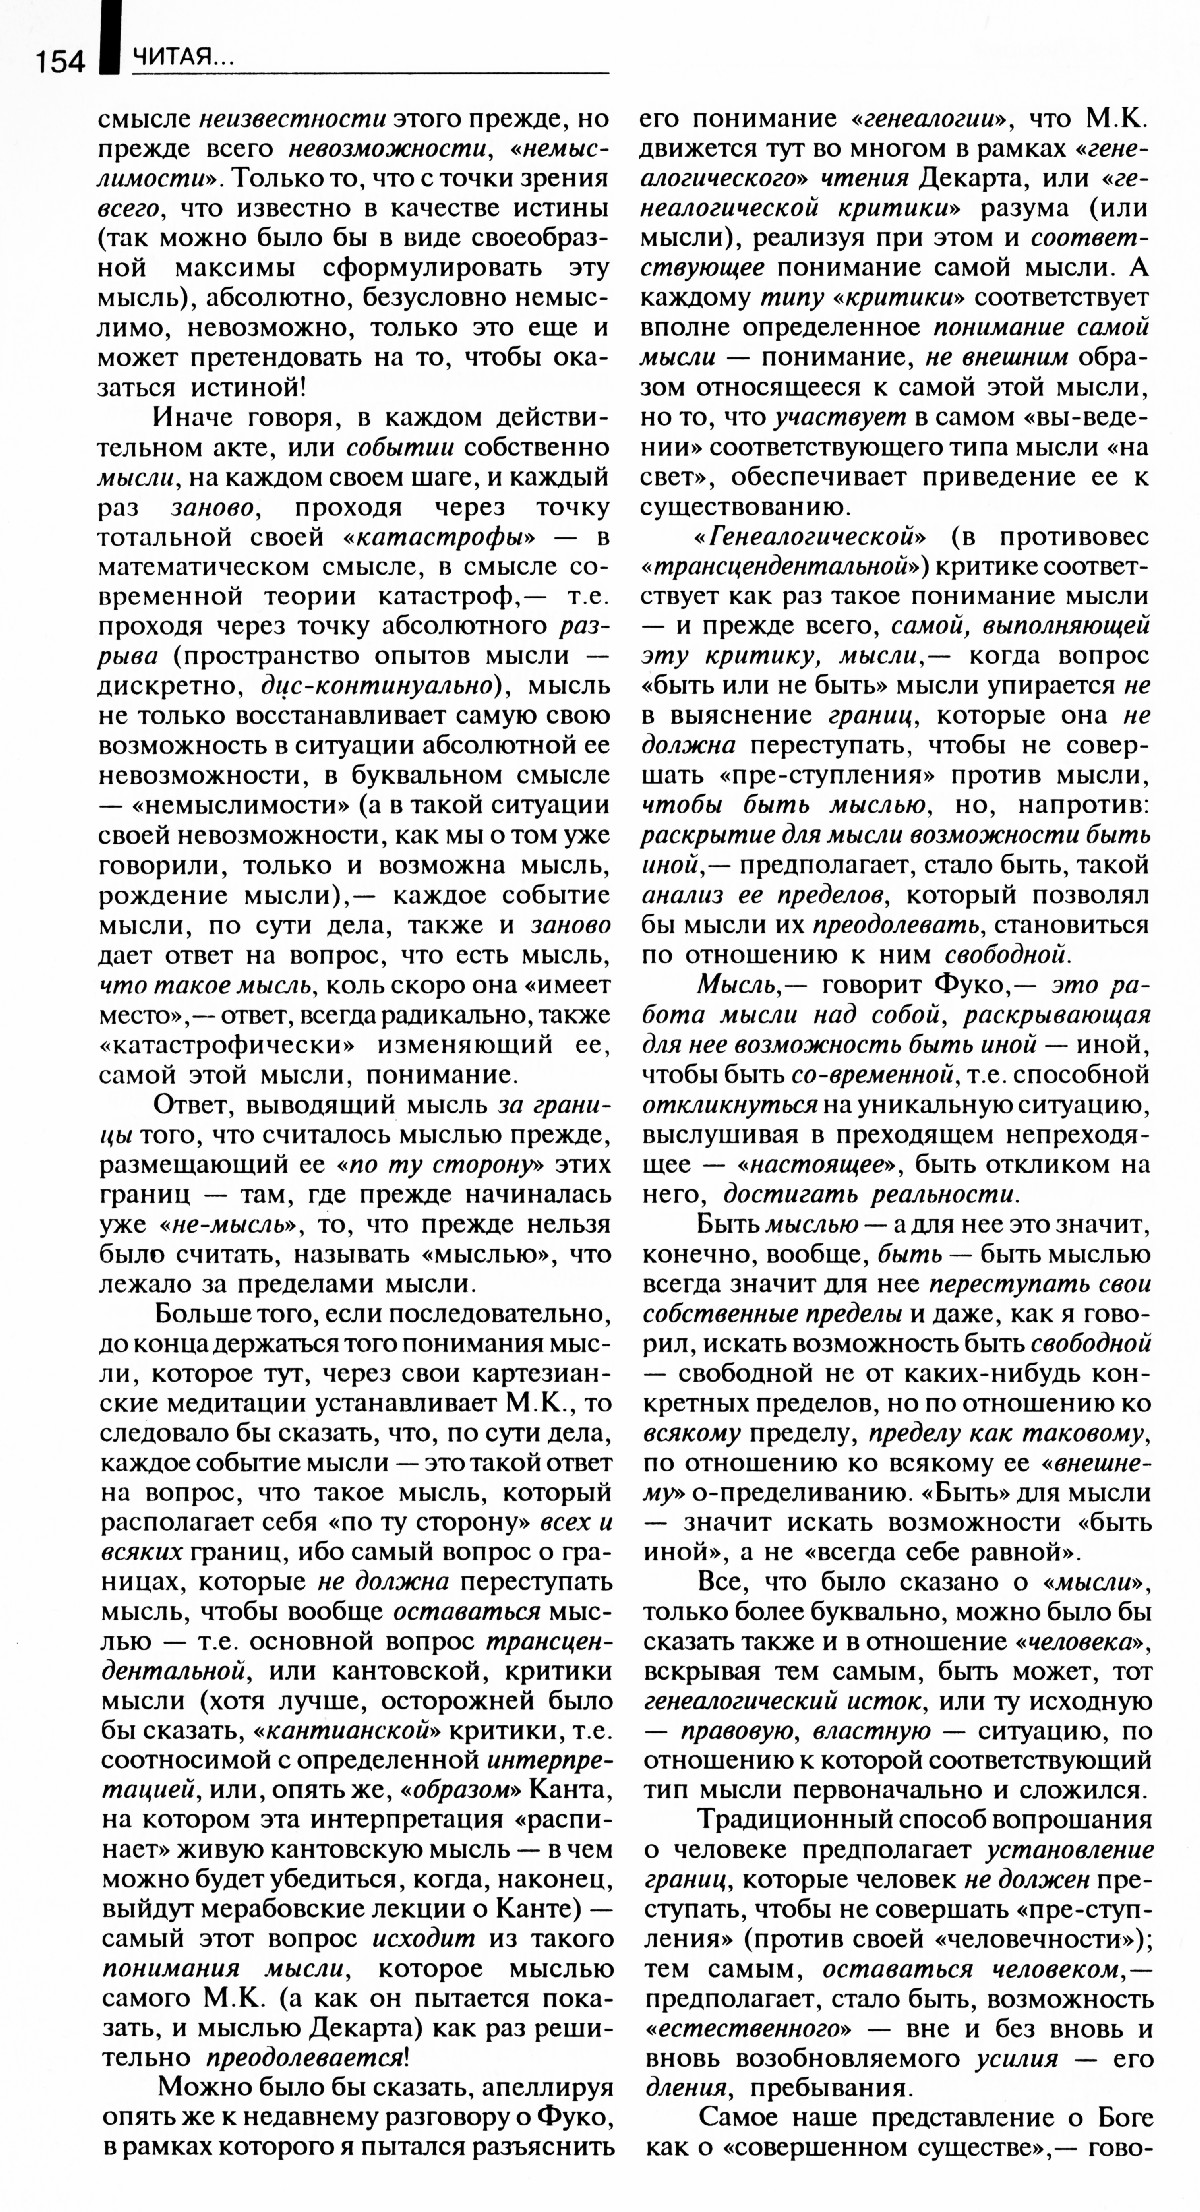 154
ЧИТАЯ...
смысле неизвестности этого прежде, но
прежде всего невозможности, «немыс-
лимости». Только то, что с точки зрения
всего, что известно в качестве истины
(так можно было бы в виде своеобраз-
ной максимы сформулировать эту
мысль), абсолютно, безусловно немыс-
лимо, невозможно, только это еще и
может претендовать на то, чтобы ока-
заться истиной!
Иначе говоря, в каждом действи-
тельном акте, или событии собственно
мысли, на каждом своем шаге, и каждый
раз заново, проходя через точку
тотальной своей «катастрофы» — в
математическом смысле, в смысле со-
временной теории катастроф,— т.е.
проходя через точку абсолютного раз-
рыва (пространство опытов мысли —
дискретно, дис-континуально), мысль
не только восстанавливает самую свою
возможность в ситуации абсолютной ее
невозможности, в буквальном смысле
— «немыслимости» (а в такой ситуации
своей невозможности, как мы о том уже
говорили, только и возможна мысль,
рождение мысли),— каждое событие
мысли, по сути дела, также и заново
дает ответ на вопрос, что есть мысль,
что такое мысль, коль скоро она «имеет
место»,— ответ, всегда радикально, также
«катастрофически» изменяющий ее,
самой этой мысли, понимание.
Ответ, выводящий мысль за грани-
цы того, что считалось мыслью прежде,
размещающий ее «по ту сторону» этих
границ — там, где прежде начиналась
уже «не-мысль», то, что прежде нельзя
было считать, называть «мыслью», что
лежало за пределами мысли.
Больше того, если последовательно,
до конца держаться того понимания мыс-
ли, которое тут, через свои картезиан-
ские медитации устанавливает М.К., то
следовало бы сказать, что, по сути дела,
каждое событие мысли — это такой ответ
на вопрос, что такое мысль, который
располагает себя «по ту сторону» всех и
всяких границ, ибо самый вопрос о гра-
ницах, которые не должна переступать
мысль, чтобы вообще оставаться мыс-
лью — т.е. основной вопрос трансцен-
дентальной, или кантовской, критики
мысли (хотя лучше, осторожней было
бы сказать, «кантианской» критики, т.е.
соотносимой с определенной интерпре-
тацией, или, опять же, «образом» Канта,
на котором эта интерпретация «распи-
нает» живую кантовскую мысль — в чем
можно будет убедиться, когда, наконец,
выйдут мерабовские лекции о Канте) —
самый этот вопрос исходит из такого
понимания мысли, которое мыслью
самого М.К. (а как он пытается пока-
зать, и мыслью Декарта) как раз реши-
тельно преодолевается!
Можно было бы сказать, апеллируя
опять же к недавнему разговору о Фуко,
в рамках которого я пытался разъяснить
его понимание «генеалогии», что М.К.
движется тут во многом в рамках «гене-
алогического» чтения Декарта, или «ге-
неалогической критики» разума (или
мысли), реализуя при этом и соответ-
ствующее понимание самой мысли. А
каждому типу «критики» соответствует
вполне определенное понимание самой
мысли — понимание, не внешним обра-
зом относящееся к самой этой мысли,
но то, что участвует в самом «вы-веде-
нии» соответствующего типа мысли «на
свет», обеспечивает приведение ее к
существованию.
«Генеалогической» (в противовес
«трансцендентальной») критике соответ-
ствует как раз такое понимание мысли
— и прежде всего, самой, выполняющей
эту критику, мысли,— когда вопрос
«быть или не быть» мысли упирается не
в выяснение границ, которые она не
должна переступать, чтобы не совер-
шать «пре-ступления» против мысли,
чтобы быть мыслью, но, напротив:
раскрытие для мысли возможности быть
иной,— предполагает, стало быть, такой
анализ ее пределов, который позволял
бы мысли их преодолевать, становиться
по отношению к ним свободной.
Мысль,— говорит Фуко,— это ра-
бота мысли над собой, раскрывающая
для нее возможность быть иной — иной,
чтобы быть со-временной, т.е. способной
откликнуться на уникальную ситуацию,
выслушивая в преходящем непреходя-
щее — «настоящее», быть откликом на
него, достигать реальности.
Быть мыслью — а для нее это значит,
конечно, вообще, быть — быть мыслью
всегда значит для нее переступать свои
собственные пределы и даже, как я гово-
рил, искать возможность быть свободной
— свободной не от каких-нибудь кон-
кретных пределов, но по отношению ко
всякому пределу, пределу как таковому,
по отношению ко всякому ее «внешне-
му» о-пределиванию. «Быть» для мысли
— значит искать возможности «быть
иной», а не «всегда себе равной».
Все, что было сказано о «мысли»,
только более буквально, можно было бы
сказать также и в отношение «человека»,
вскрывая тем самым, быть может, тот
генеалогический исток, или ту исходную
— правовую, властную — ситуацию, по
отношению к которой соответствующий
тип мысли первоначально и сложился.
Традиционный способ вопрошания
о человеке предполагает установление
границ, которые человек не должен пре-
ступать, чтобы не совершать «пре-ступ-
ления» (против своей «человечности»);
тем самым, оставаться человеком,—
предполагает, стало быть, возможность
«естественного» — вне и без вновь и
вновь возобновляемого усилия — его
дления, пребывания.
Самое наше представление о Боге
как о «совершенном существе»,— гово-